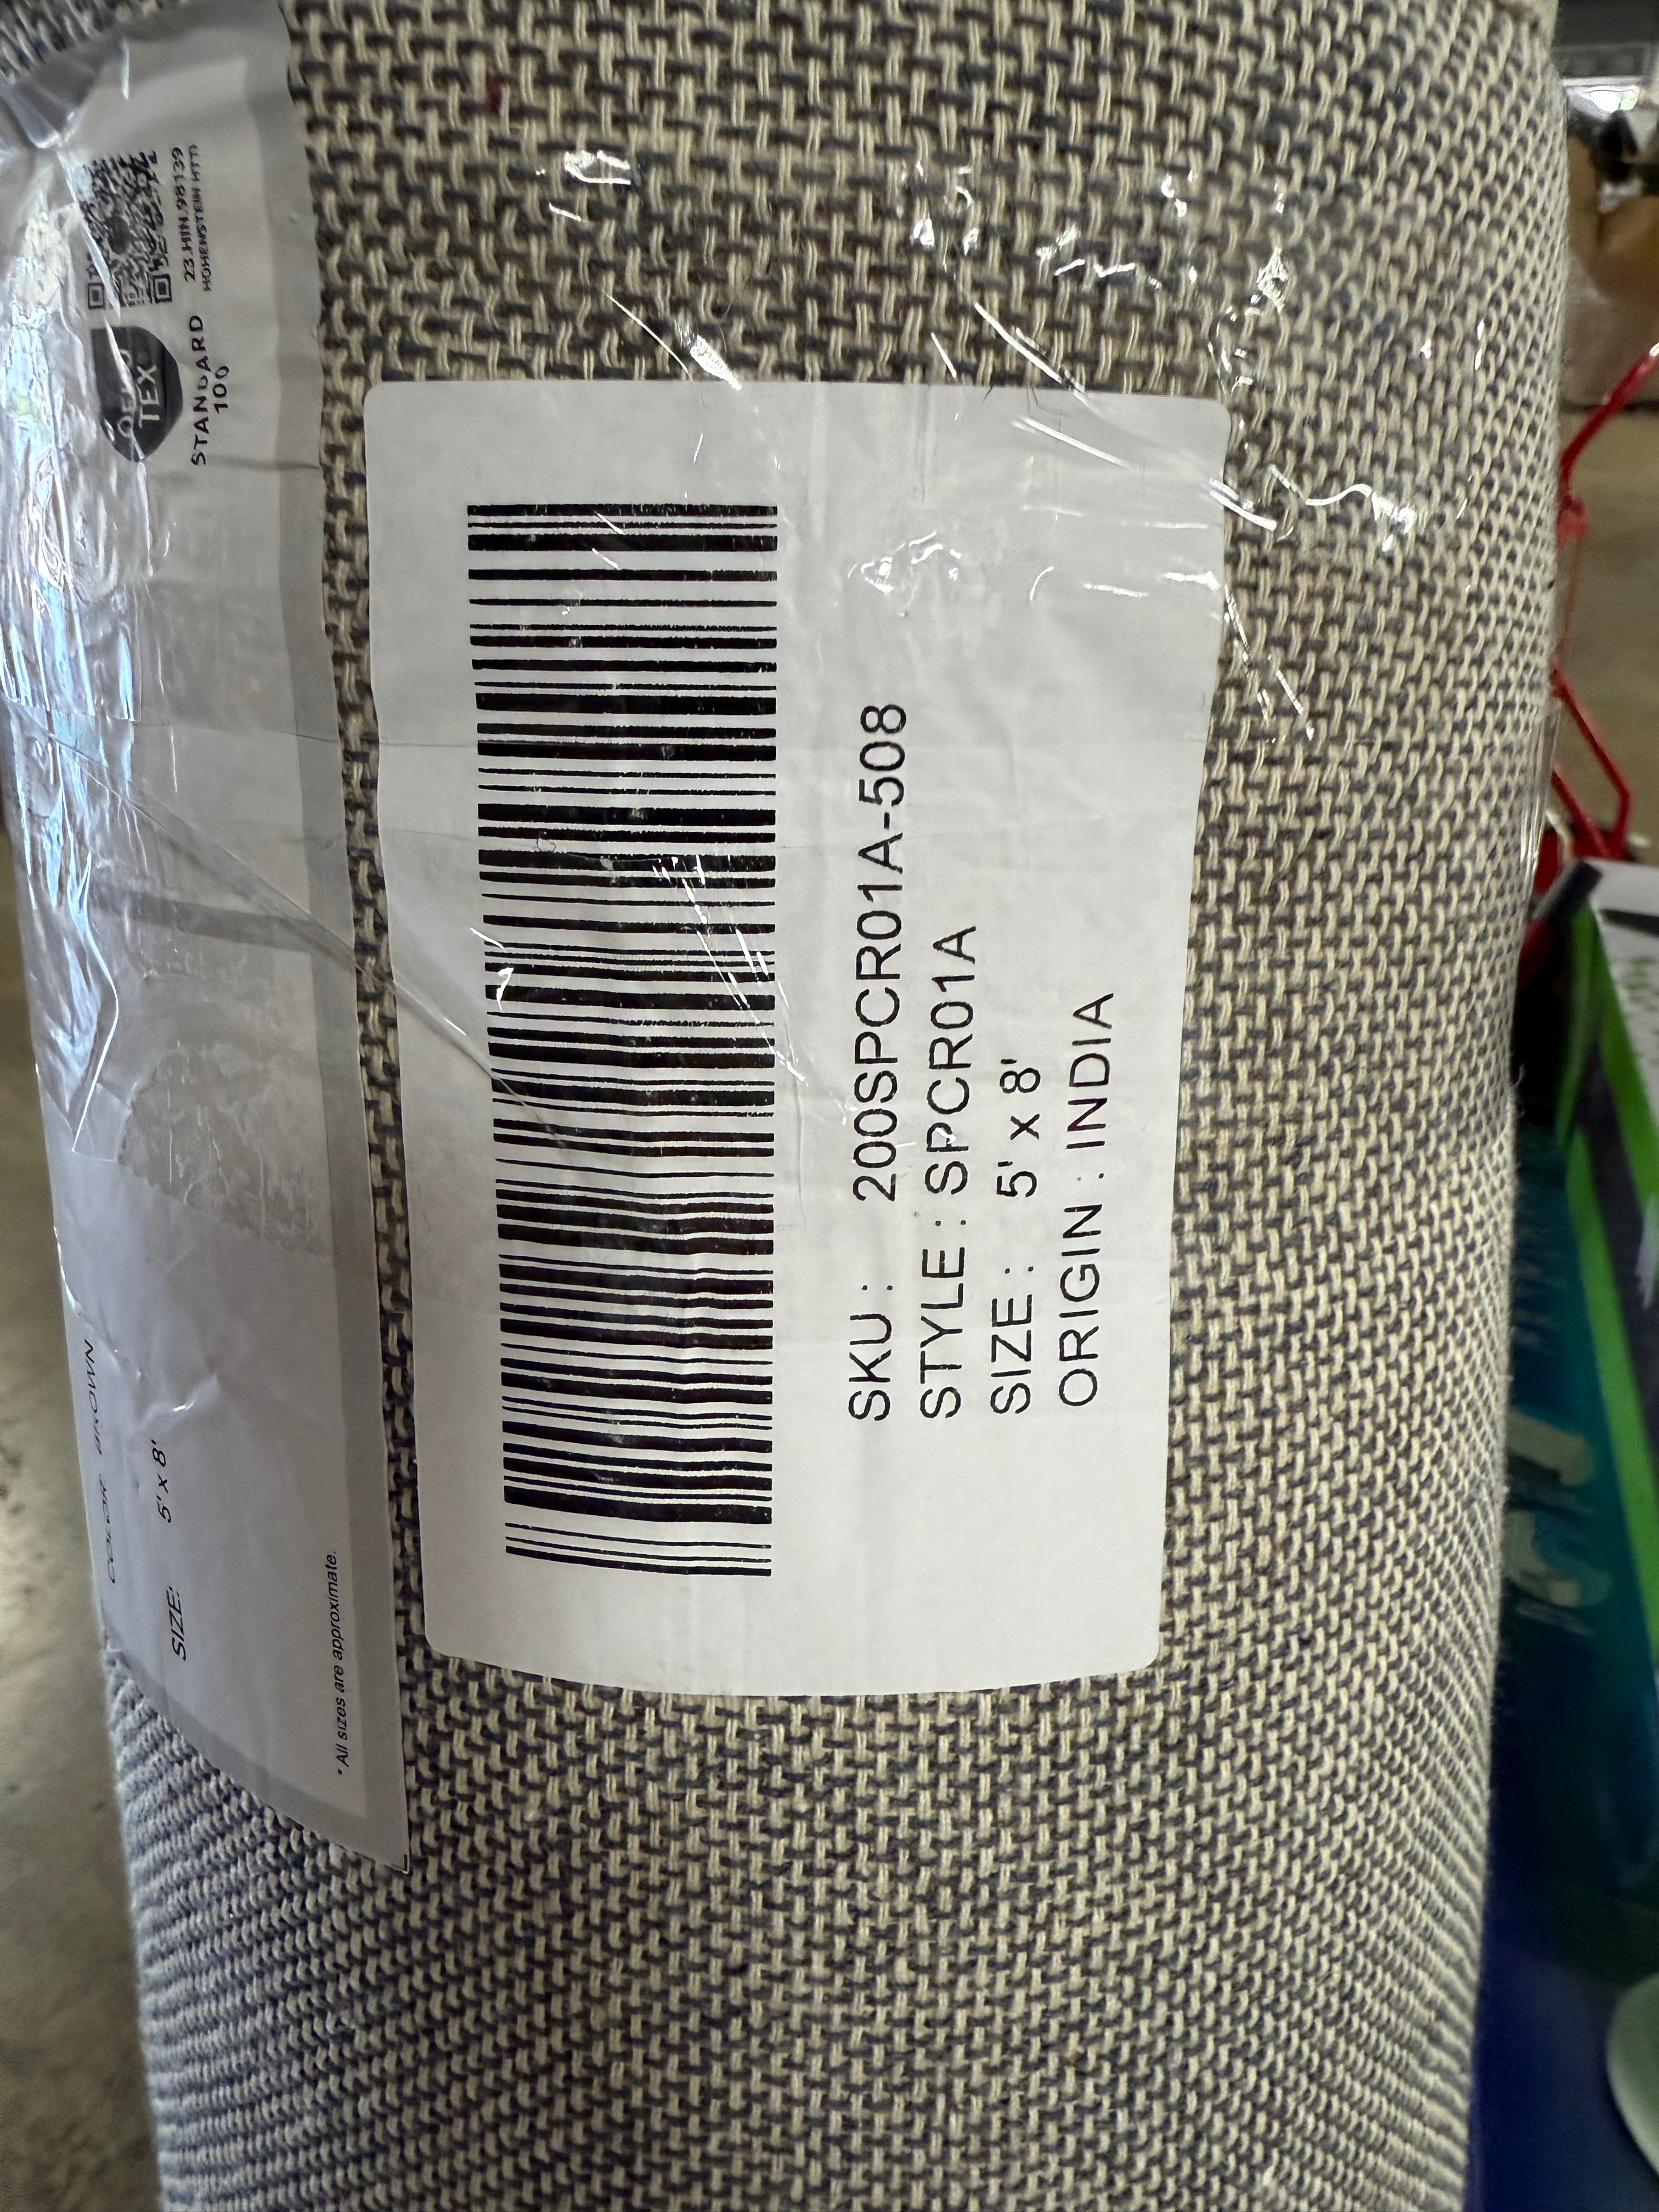 OEKO
TEX
STANDARD
100
23.HIN.98139
HOHENSTEIN HTTI
COLOR BROWN
SIZE: 5' x 8'
* All sizes are approximate.
SKU : 200SPCR01A-508
STYLE : SPCR01A
SIZE : 5' x 8'
ORIGIN : INDIA